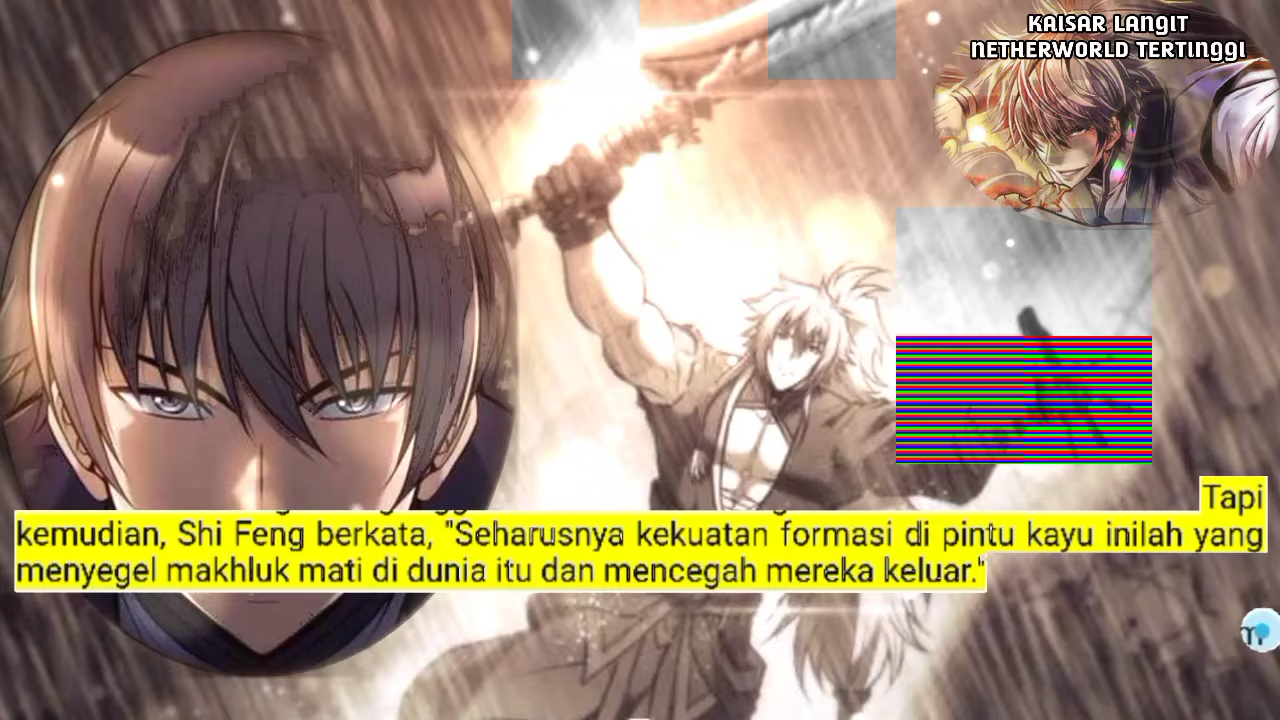 KAISAR LANGIT
NETHERWORLD TERTINGGI
Tapi
kemudian, Shi Feng berkata, "Seharusnya kekuatan formasi di pintu kayu inilah yang
menyegel makhluk mati di dunia itu dan mencegah mereka keluar."